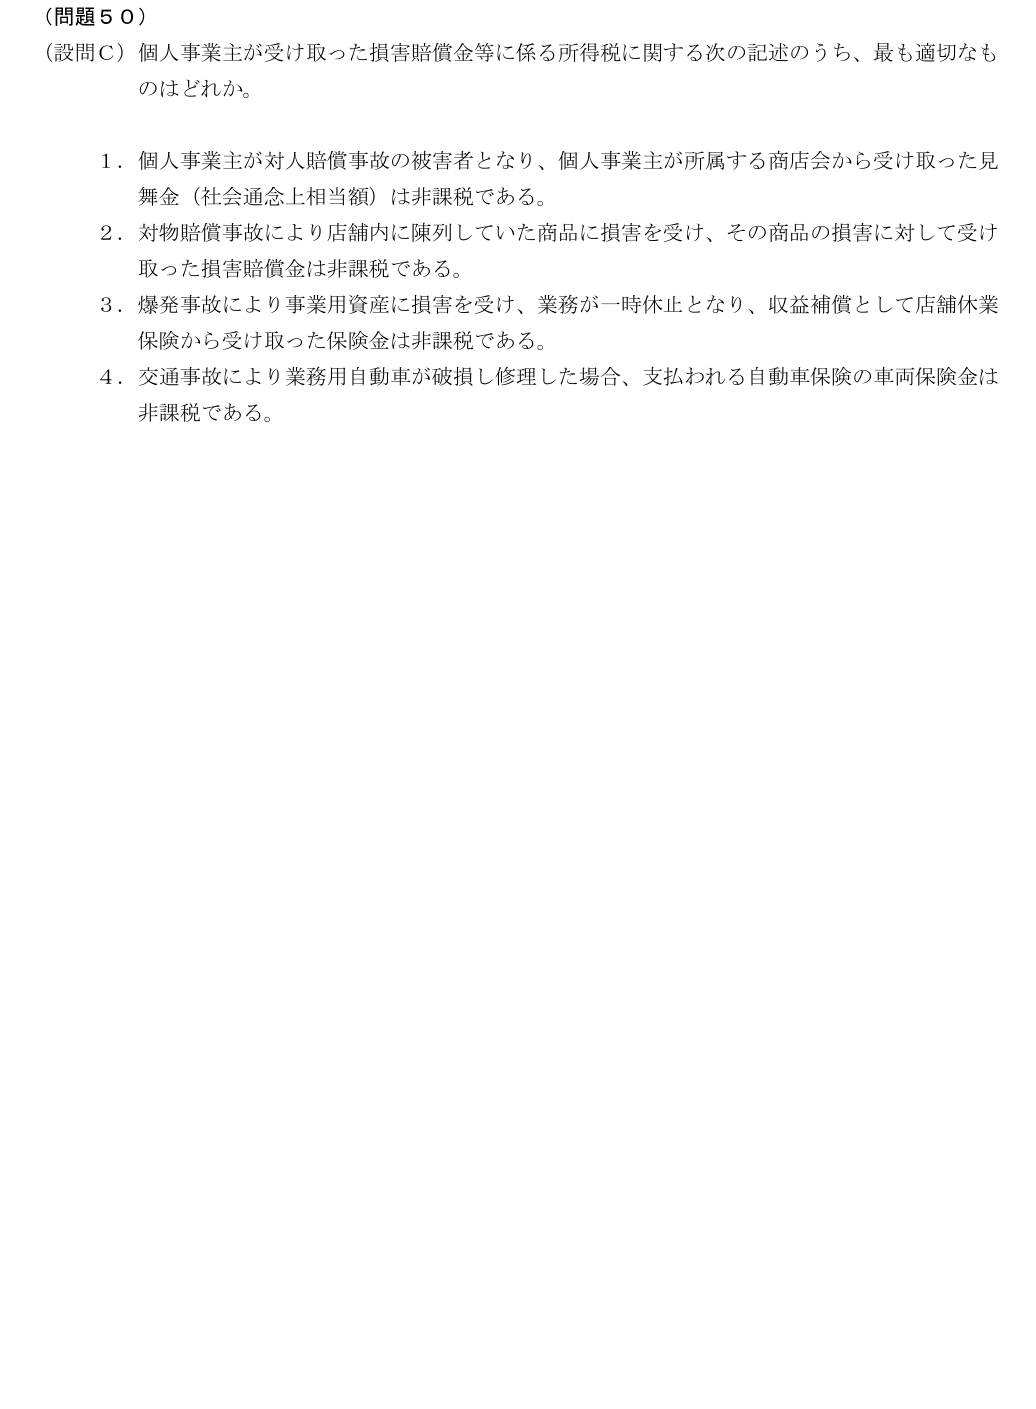 （問題５０）
（設問Ｃ）個人事業主が受け取った損害賠償金等に係る所得税に関する次の記述のうち、最も適切なも
のはどれか。
１．個人事業主が対人賠償事故の被害者となり、個人事業主が所属する商店会から受け取った見
舞金（社会通念上相当額）は非課税である。
２．対物賠償事故により店舗内に陳列していた商品に損害を受け、その商品の損害に対して受け
取った損害賠償金は非課税である。
３．爆発事故により事業用資産に損害を受け、業務が一時休止となり、収益補償として店舗休業
保険から受け取った保険金は非課税である。
４．交通事故により業務用自動車が破損し修理した場合、支払われる自動車保険の車両保険金は
非課税である。